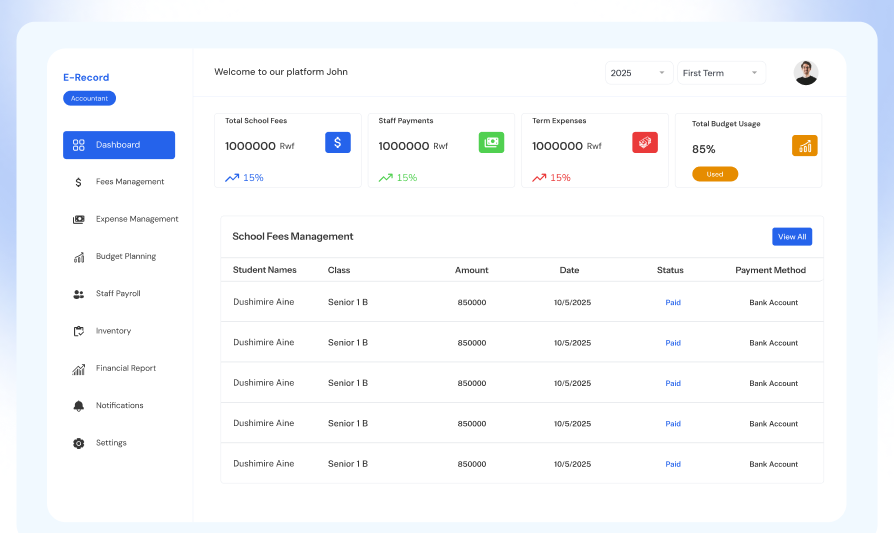 E-Record
Accountant
Dashboard
Fees Management
Expense Management
Budget Planning
Staff Payroll
Inventory
Financial Report
Notifications
Settings
Welcome to our platform John
2025
First Term
Total School Fees
1000000 Rwf
15%
Staff Payments
1000000 Rwf
15%
Term Expenses
1000000 Rwf
15%
Total Budget Usage
85%
Used
School Fees Management
View All
Student Names Class Amount Date Status Payment Method
Dushimire Aine Senior 1 B 850000 10/5/2025 Paid Bank Account
Dushimire Aine Senior 1 B 850000 10/5/2025 Paid Bank Account
Dushimire Aine Senior 1 B 850000 10/5/2025 Paid Bank Account
Dushimire Aine Senior 1 B 850000 10/5/2025 Paid Bank Account
Dushimire Aine Senior 1 B 850000 10/5/2025 Paid Bank Account